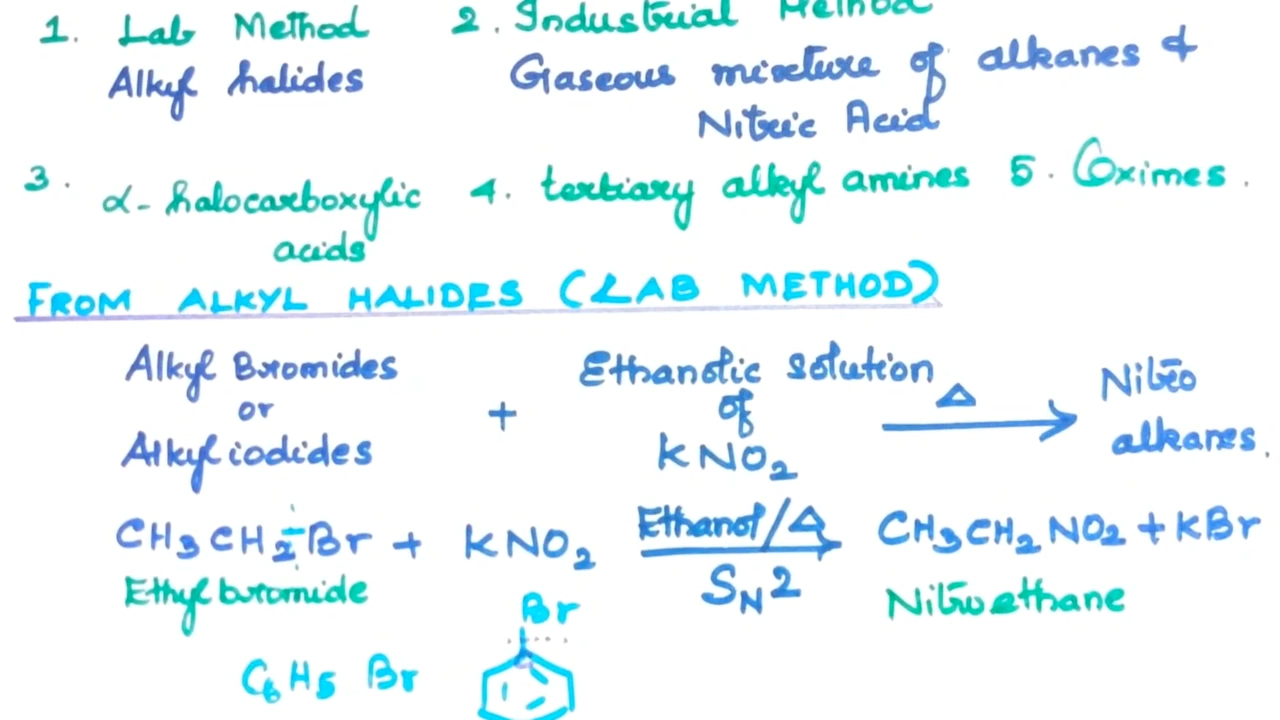 1. Lab Method 2. Industrial Method
Alkyl halides Gaseous mixture of alkanes &
Nitric Acid
3. α-halocarboxylic acids 4. tertiary alkyl amines 5. Oximes.
FROM ALKYL HALIDES (LAB METHOD)
Alkyl Bromides or Alkyl iodides + Ethanolic solution of KNO₂ Δ → Nitro alkanes.
CH₃CH₂-Br + KNO₂ Ethanol/Δ → SN2 CH₃CH₂NO₂ + KBr
Ethyl bromide Nitroethane
C₆H₅Br Br